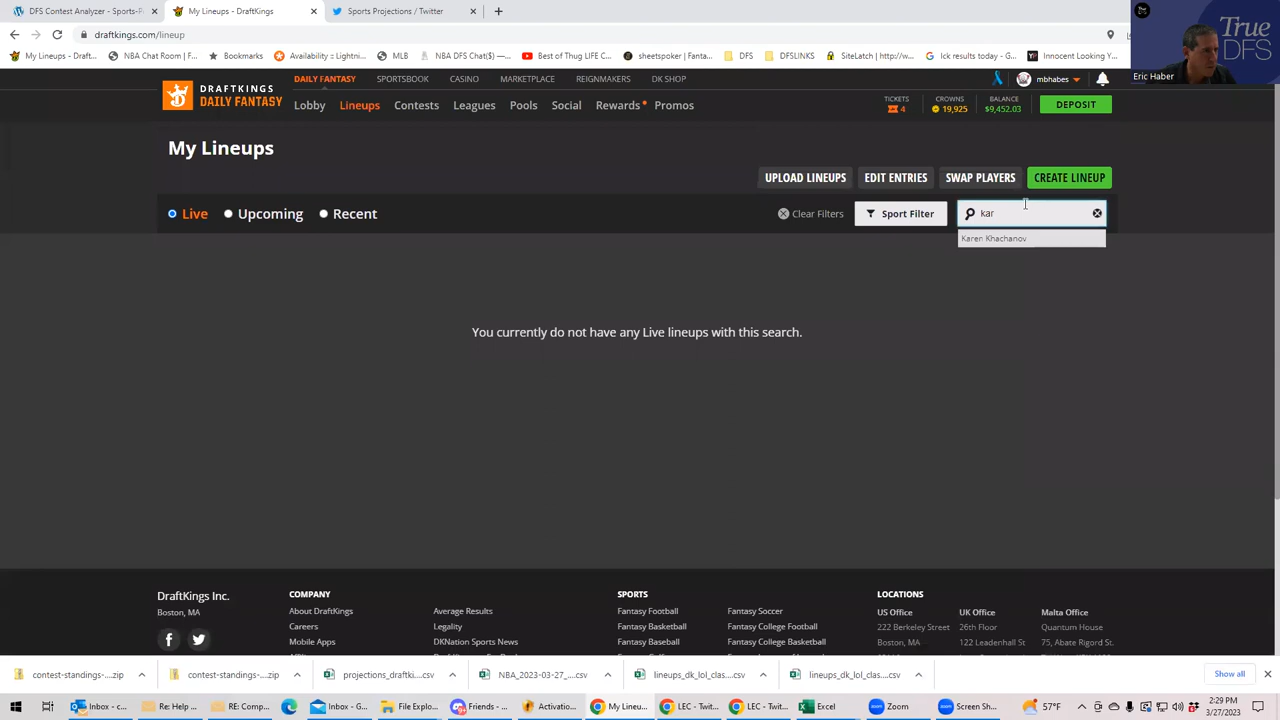 DFS Contest Analyzer - Sports-P
My Lineups - DraftKings
Sports Projections / Twitter
draftkings.com/lineup
My Lineups - Draft...
NBA Chat Room | F...
Bookmarks
Availability :: Lightni...
MLB
NBA DFS Chat($) —...
Best of Thug LIFE C...
sheetspoker | Fanta...
DFS
DFSLINKS
SiteLatch | http://w...
lck results today - G...
Innocent Looking Y...
True
DFS
Eric Haber
DRAFTKINGS
DAILY FANTASY
DAILY FANTASY
SPORTSBOOK
CASINO
MARKETPLACE
REIGNMAKERS
DK SHOP
mbhabes
Lobby
Lineups
Contests
Leagues
Pools
Social
Rewards
Promos
TICKETS
4
CROWNS
19,925
BALANCE
$9,452.03
DEPOSIT
My Lineups
UPLOAD LINEUPS
EDIT ENTRIES
SWAP PLAYERS
CREATE LINEUP
Live
Upcoming
Recent
Clear Filters
Sport Filter
kar
Karen Khachanov
You currently do not have any Live lineups with this search.
DraftKings Inc.
Boston, MA
COMPANY
About DraftKings
Careers
Mobile Apps
Average Results
Legality
DKNation Sports News
SPORTS
Fantasy Football
Fantasy Basketball
Fantasy Baseball
Fantasy Soccer
Fantasy College Football
Fantasy College Basketball
LOCATIONS
US Office
222 Berkeley Street
Boston, MA
UK Office
26th Floor
122 Leadenhall St
Malta Office
Quantum House
75, Abate Rigord St.
contest-standings-....zip
contest-standings-....zip
projections_draftki....csv
NBA_2023-03-27_....csv
lineups_dk_lol_clas....csv
lineups_dk_lol_clas....csv
Show all
Inbox - c...
Re: Help ...
RE: Comp...
Inbox - G...
File Explo...
Friends - ...
Activatio...
My Lineu...
LEC - Twit...
LEC - Twit...
Excel
Zoom
Screen Sh...
57°F
2:29 PM
3/27/2023